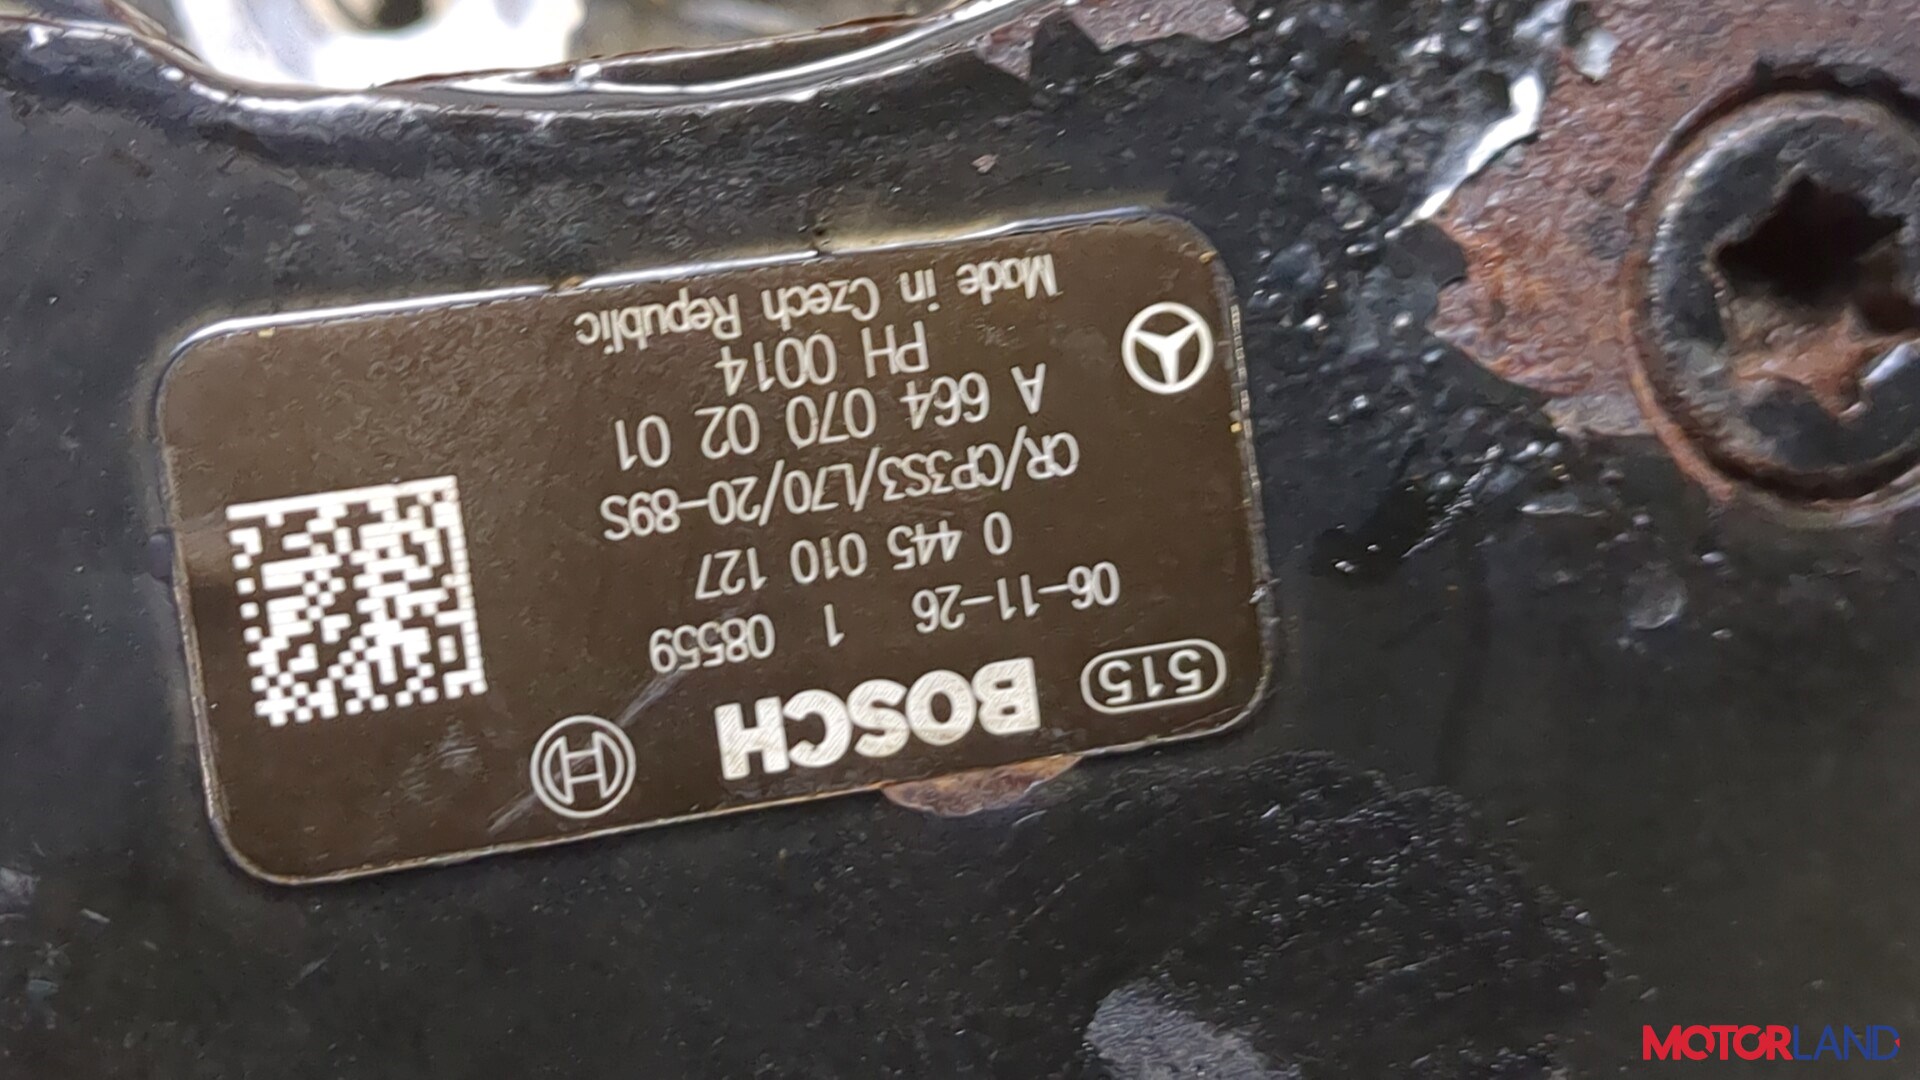 515 BOSCH
06-11-26 1 08559
0 445 010 127
CR/CP3S3/L70/20-89S
A 664 070 02 01
PH 0014
Made in Czech Republic
MOTORLAND